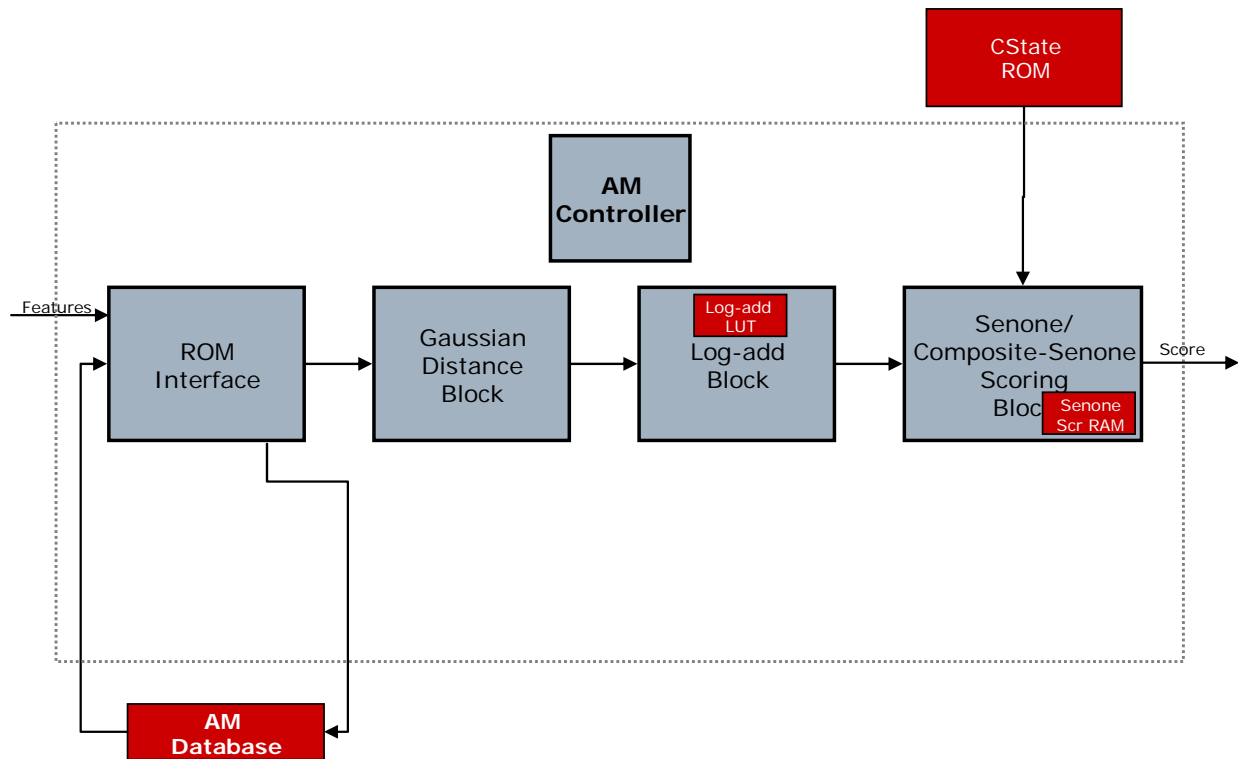 CState
ROM
AM
Controller
Features
ROM
Interface
Gaussian
Distance
Block
Log-add
LUT
Log-add
Block
Senone/
Composite-Senone
Scoring
Bloc
Senone
Scr RAM
Score
AM
Database